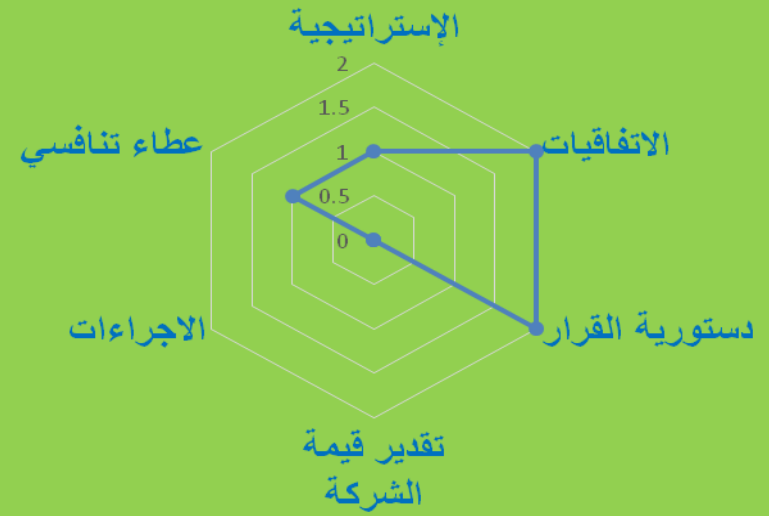 الإستراتيجية
2
1.5
1
0.5
0
الاتفاقيات
عطاء تنافسي
دستورية القرار
الاجراءات
تقدير قيمة
الشركة